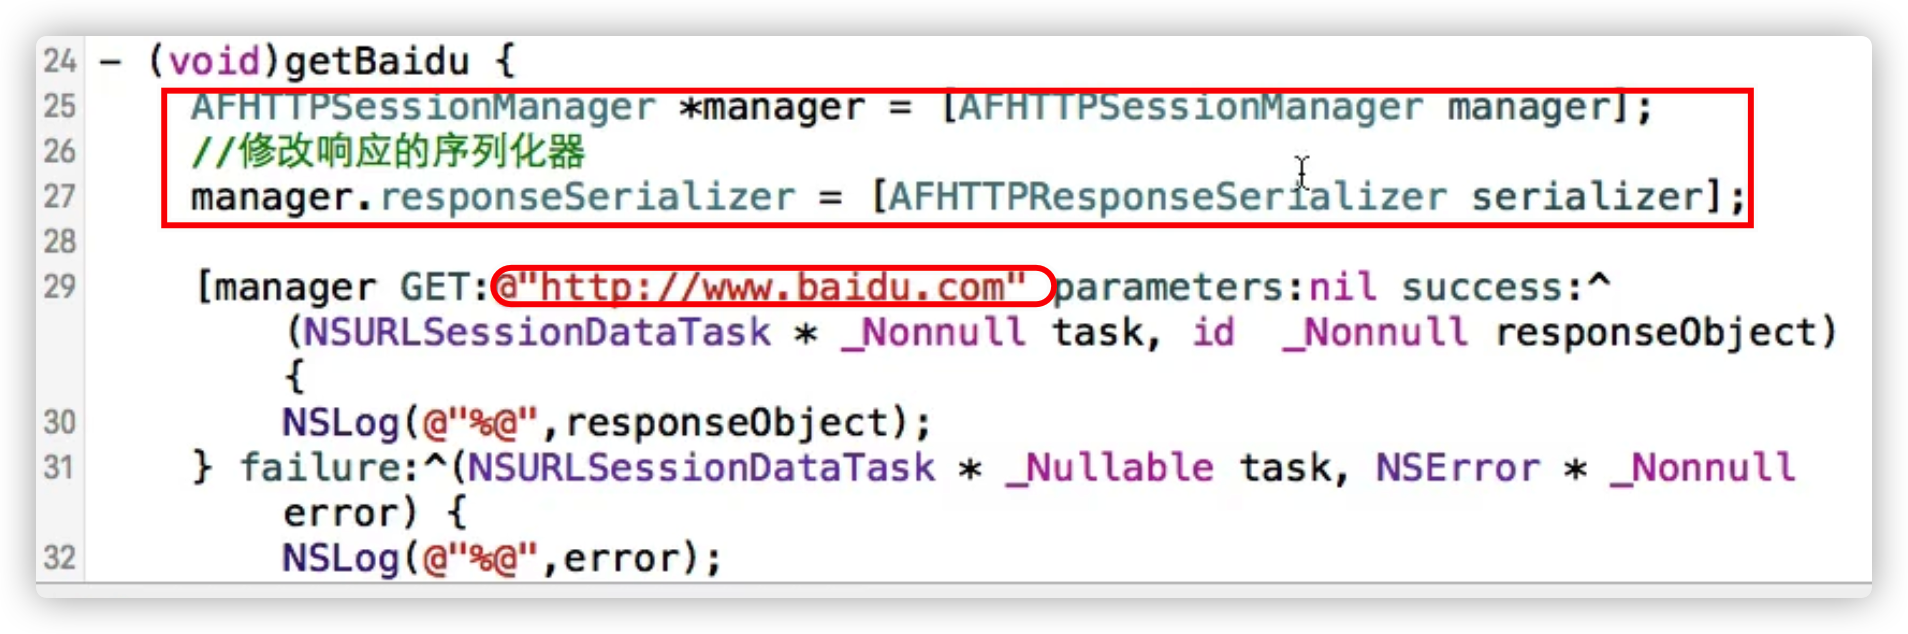 24 - (void)getBaidu {
25 AFHTTPSessionManager *manager = [AFHTTPSessionManager manager];
26 //修改响应的序列化器
27 manager.responseSerializer = [AFHTTPResponseSerializer serializer];
28
29 [manager GET:@"http://www.baidu.com" parameters:nil success:^
(NSURLSessionDataTask * _Nonnull task, id  _Nonnull responseObject)
{
30 NSLog(@"%@",responseObject);
31 } failure:^(NSURLSessionDataTask * _Nullable task, NSError * _Nonnull
error) {
32 NSLog(@"%@",error);